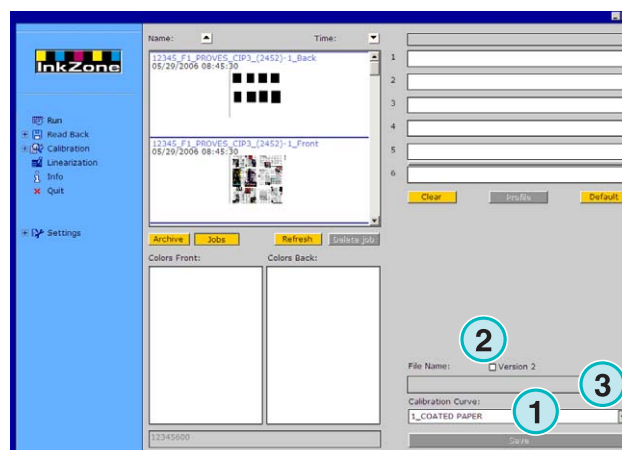 InkZone
Run
Read Back
Calibration
Linearization
Info
Quit
Settings
Name:
Time:
12345_F1_PROVES_CIP3_(2452)-1_Back
05/29/2006 08:45:30
12345_F1_PROVES_CIP3_(2452)-1_Front
05/29/2006 08:45:30
Archive
Jobs
Refresh
Delete job
Colors Front:
Colors Back:
12345600
1
2
3
4
5
6
Clear
Profile
Default
2
File Name:
Version 2
3
Calibration Curve:
1
1_COATED PAPER
Save